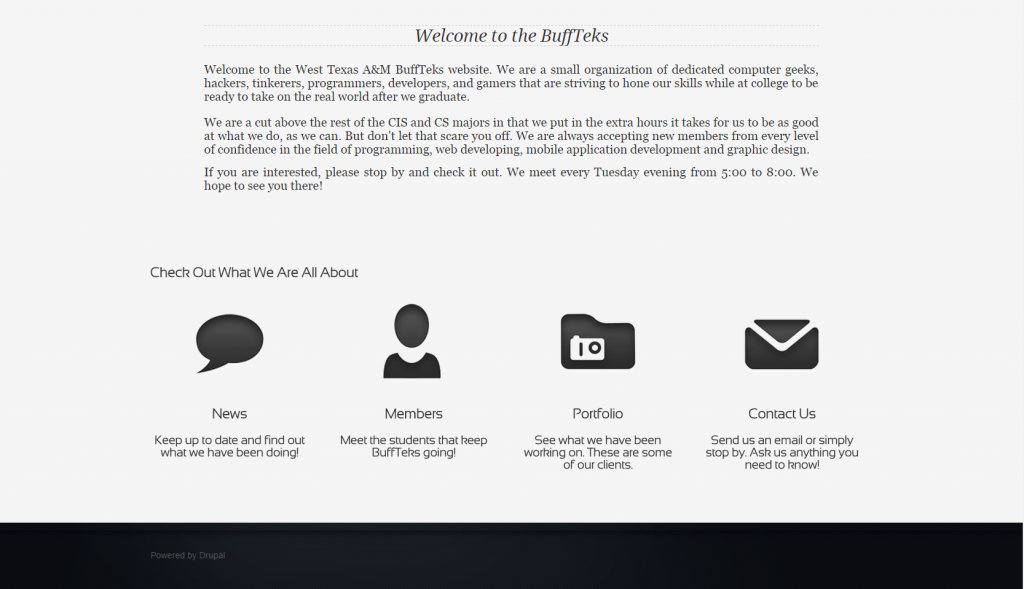 Welcome to the BuffTeks
Welcome to the West Texas A&M BuffTeks website. We are a small organization of dedicated computer geeks,
hackers, tinkerers, programmers, developers, and gamers that are striving to hone our skills while at college to be
ready to take on the real world after we graduate.
We are a cut above the rest of the CIS and CS majors in that we put in the extra hours it takes for us to be as good
at what we do, as we can. But don't let that scare you off. We are always accepting new members from every level
of confidence in the field of programming, web developing, mobile application development and graphic design.
If you are interested, please stop by and check it out. We meet every Tuesday evening from 5:00 to 8:00. We
hope to see you there!
Check Out What We Are All About
News
Keep up to date and find out
what we have been doing!
Members
Meet the students that keep
BuffTeks going!
Portfolio
See what we have been
working on. These are some
of our clients.
Contact Us
Send us an email or simply
stop by. Ask us anything you
need to know!
Powered by Drupal